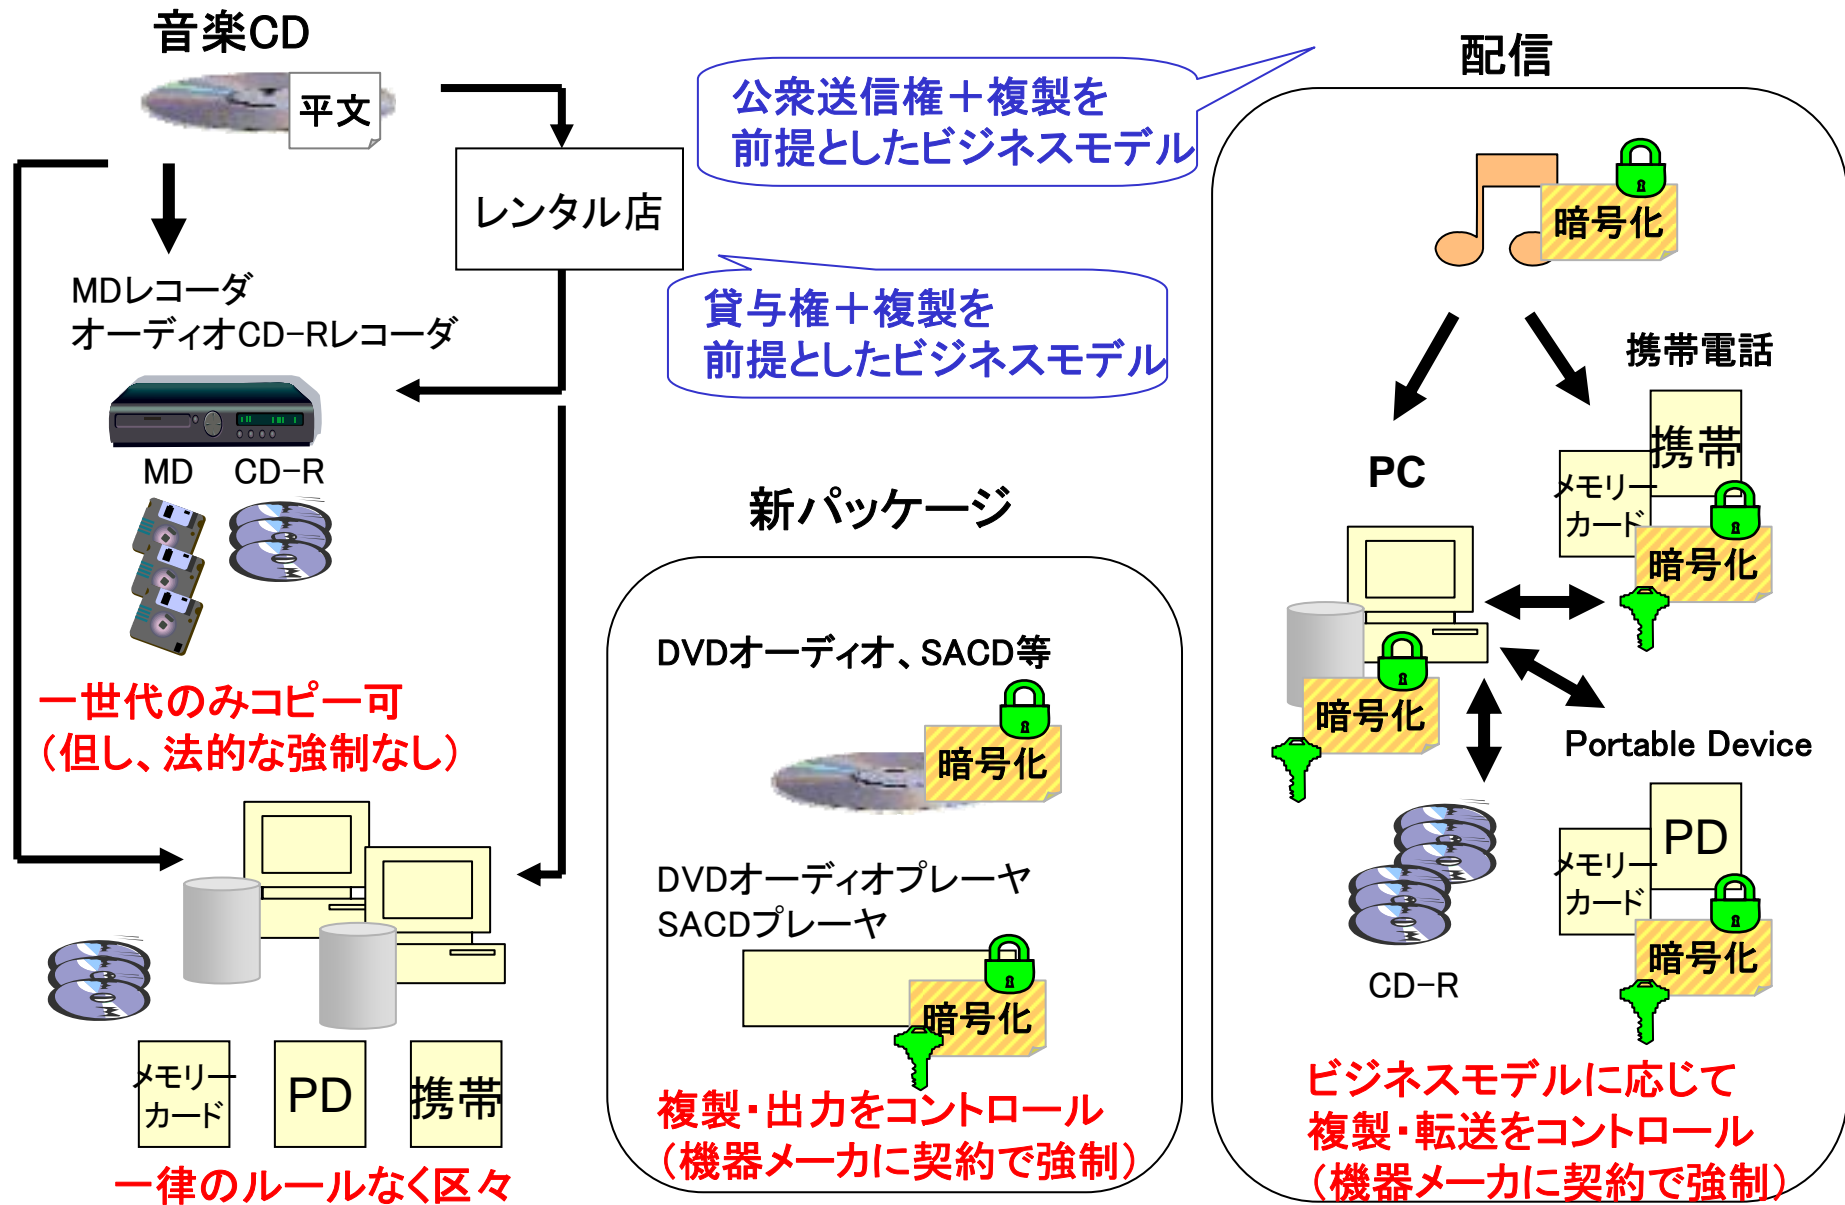 音楽CD
平文
レンタル店
公衆送信権＋複製を
前提としたビジネスモデル
貸与権＋複製を
前提としたビジネスモデル
MDレコーダ
オーディオCD-Rレコーダ
MD
CD-R
一世代のみコピー可
（但し、法的な強制なし）
メモリー
カード
PD
携帯
一律のルールなく区々
新パッケージ
DVDオーディオ、SACD等
暗号化
DVDオーディオプレーヤ
SACDプレーヤ
暗号化
複製・出力をコントロール
（機器メーカに契約で強制）
配信
暗号化
携帯電話
携帯
メモリー
カード
暗号化
PC
暗号化
Portable Device
PD
メモリー
カード
暗号化
CD-R
ビジネスモデルに応じて
複製・転送をコントロール
（機器メーカに契約で強制）